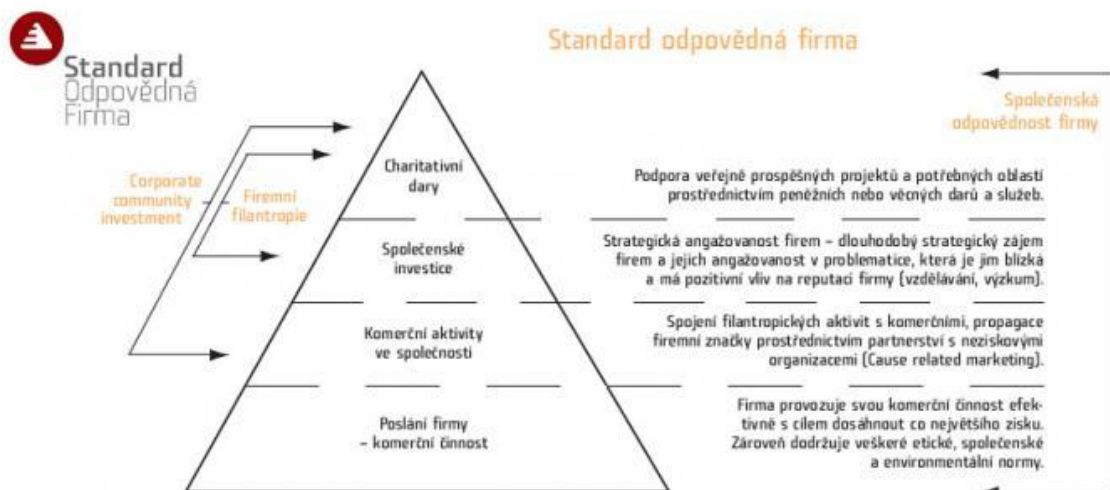 Standard odpovědná firma
Standard
Odpovědná
Firma
Společenská
odpovědnost firmy
Corporate
community
investment
Firemní
filantropie
Charitativní
dary
Podpora veřejně prospěšných projektů a potřebných oblastí
prostřednictvím peněžních nebo věcných darů a služeb.
Společenské
investice
Strategická angažovanost firem – dlouhodobý strategický zájem
firem a jejich angažovanost v problematice, která je jim blízká
a má pozitivní vliv na reputaci firmy (vzdělávání, výzkum).
Komerční aktivity
ve společnosti
Spojení filantropických aktivit s komerčními, propagace
firemní značky prostřednictvím partnerství s neziskovými
organizacemi (Cause related marketing).
Poslání firmy
– komerční činnost
Firma provozuje svou komerční činnost efek-
tivně s cílem dosáhnout co největšího zisku.
Zároveň dodržuje veškeré etické, společenské
a environmentální normy.